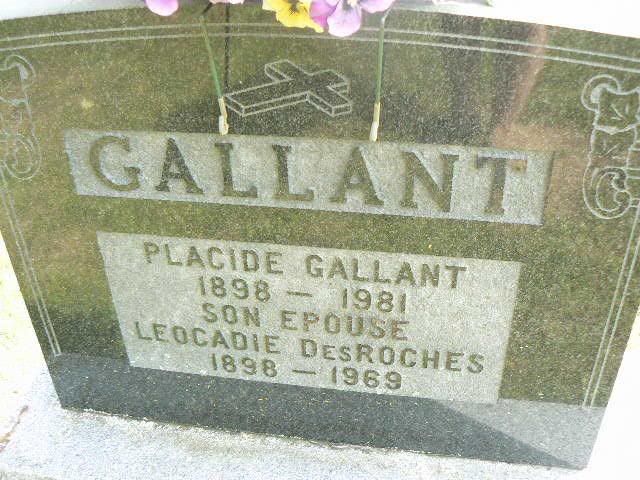 GALLANT
PLACIDE GALLANT
1898 — 1981
SON EPOUSE
LEOCADIE DesROCHES
1898 — 1969